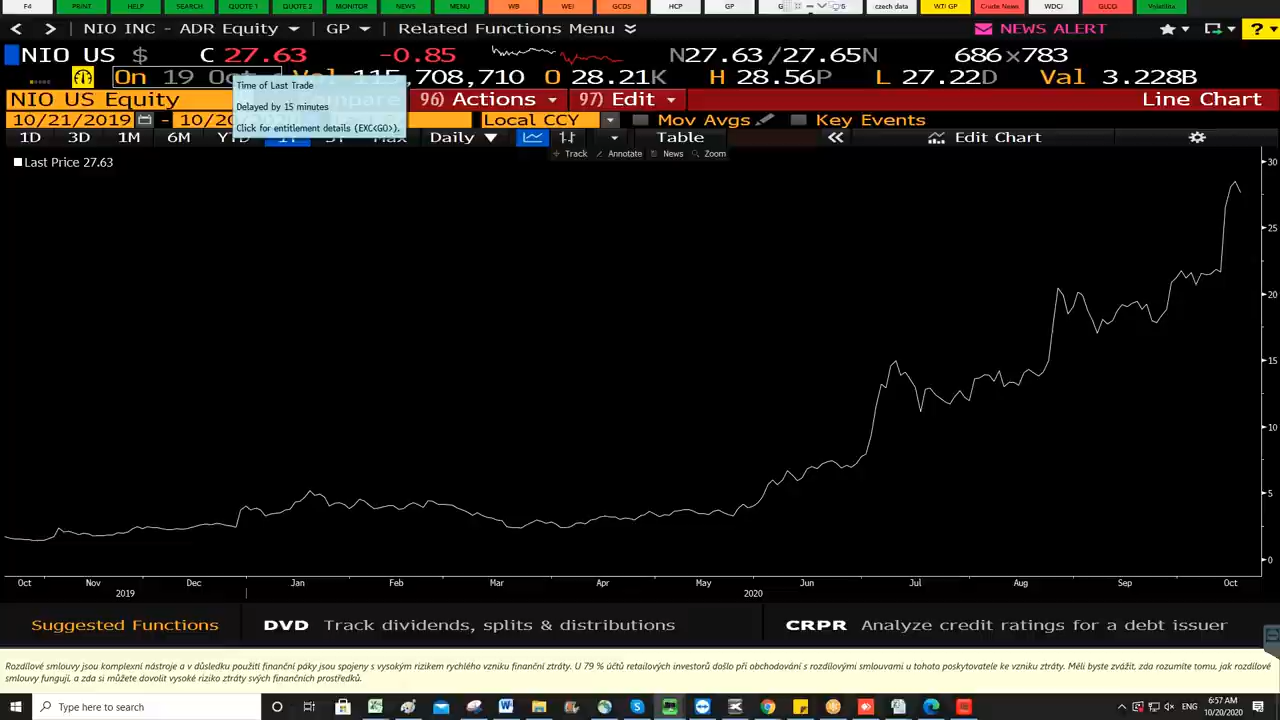 F4 PRINT HELP SEARCH QUOTE 1 QUOTE 2 MONITOR NEWS MENU WB WEI GCDS HCP GP czech data WTI GP Crude News WDCI GLCO Volatilita
NIO INC - ADR Equity GP Related Functions Menu NEWS ALERT ?
NIO US $ C 27.63 -0.85 N27.63/27.65N 686×783
On 19 Oct Vol 115,708,710 O 28.21K H 28.56P L 27.22D Val 3.228B
Time of Last Trade
Delayed by 15 minutes
Click for entitlement details (EXC<GO>).
NIO US Equity 96) Actions 97) Edit Line Chart
10/21/2019 - 10/20 Local CCY Mov Avgs Key Events
1D 3D 1M 6M YTD 1Y 5Y Max Daily Table Edit Chart
Track Annotate News Zoom
Last Price 27.63
30
25
20
15
10
5
0
Oct Nov Dec Jan Feb Mar Apr May Jun Jul Aug Sep Oct
2019 2020
Suggested Functions DVD Track dividends, splits & distributions CRPR Analyze credit ratings for a debt issuer
Rozdílové smlouvy jsou komplexní nástroje a v důsledku použití finanční páky jsou spojeny s vysokým rizikem rychlého vzniku finanční ztráty. U 79 % účtů retailových investorů došlo při obchodování s rozdílovými smlouvami u tohoto poskytovatele ke vzniku ztráty. Měli byste zvážit, zda rozumíte tomu, jak rozdílové
smlouvy fungují, a zda si můžete dovolit vysoké riziko ztráty svých finančních prostředků.
Type here to search ENG 6:57 AM
10/20/2020